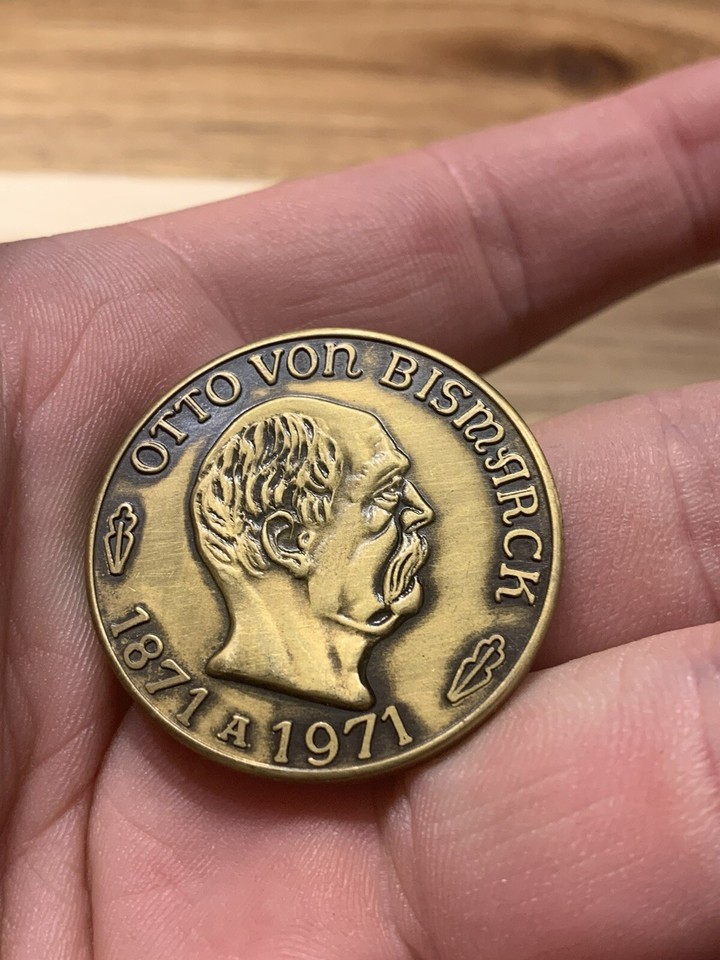 OTTO VON BISMARCK
1871 A 1971